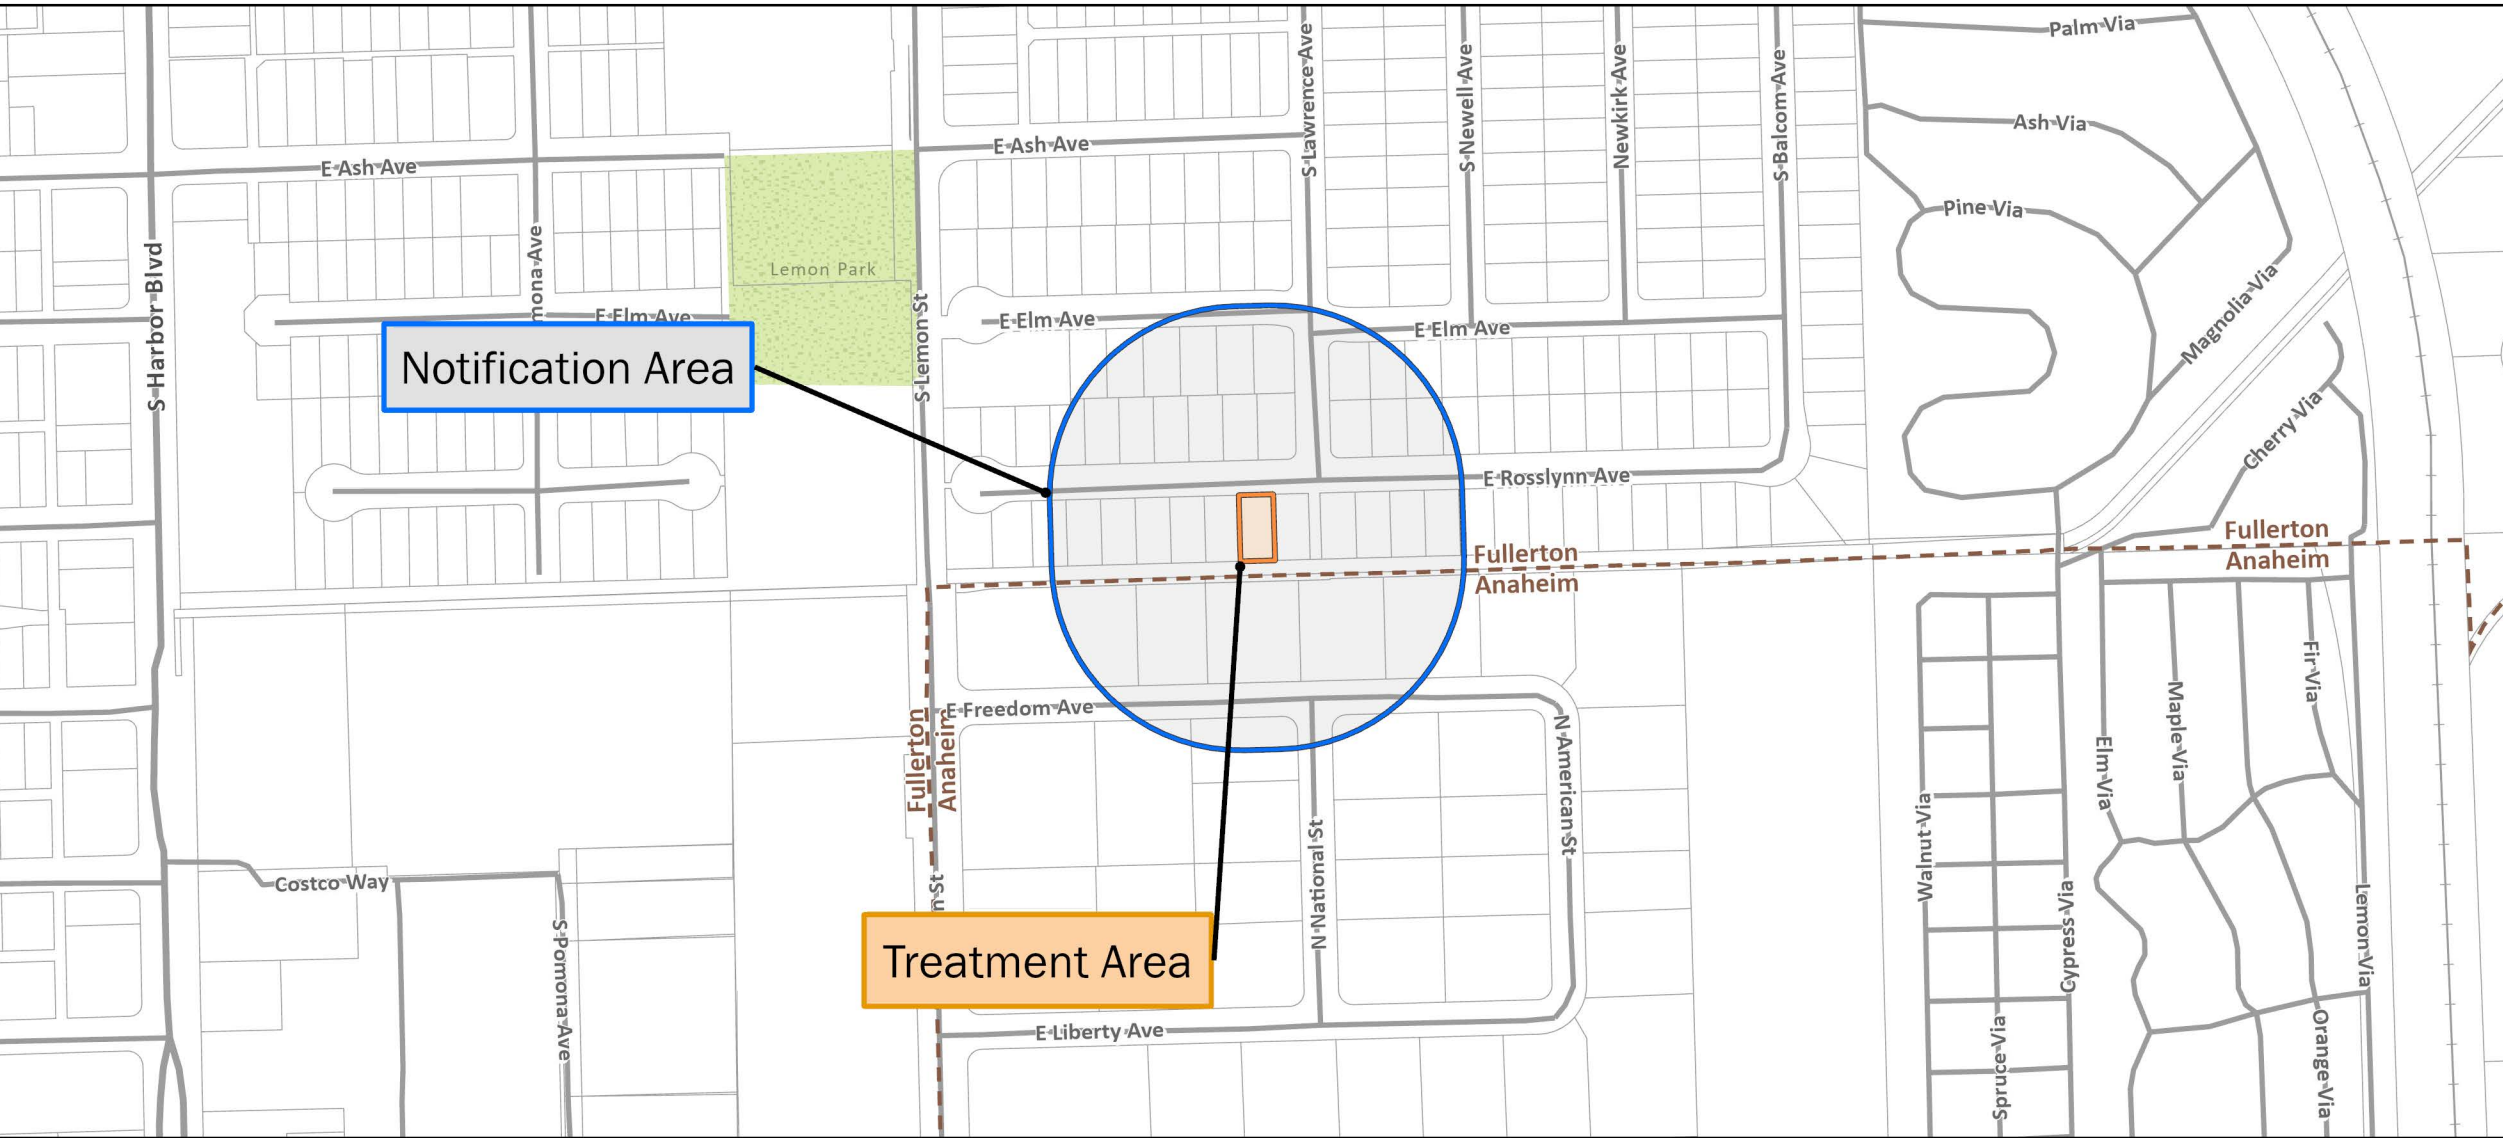 Palm Via
Ash Via
Pine Via
Magnolia Via
Cherry Via
S Lawrence Ave
S Newell Ave
Newkirk Ave
S Balcom Ave
E Ash Ave
E Ash Ave
S Harbor Blvd
mona Ave
Lemon Park
E Elm Ave
S Lemon St
E Elm Ave
E Elm Ave
Notification Area
E Rosslynn Ave
Fullerton
Anaheim
Fullerton
Anaheim
E Freedom Ave
Fullerton
Anaheim
N American St
N National St
n St
Costco Way
S Pomona Ave
Treatment Area
E Liberty Ave
Walnut Via
Spruce Via
Cypress Via
Elm Via
Maple Via
Fir Via
Lemon Via
Orange Via